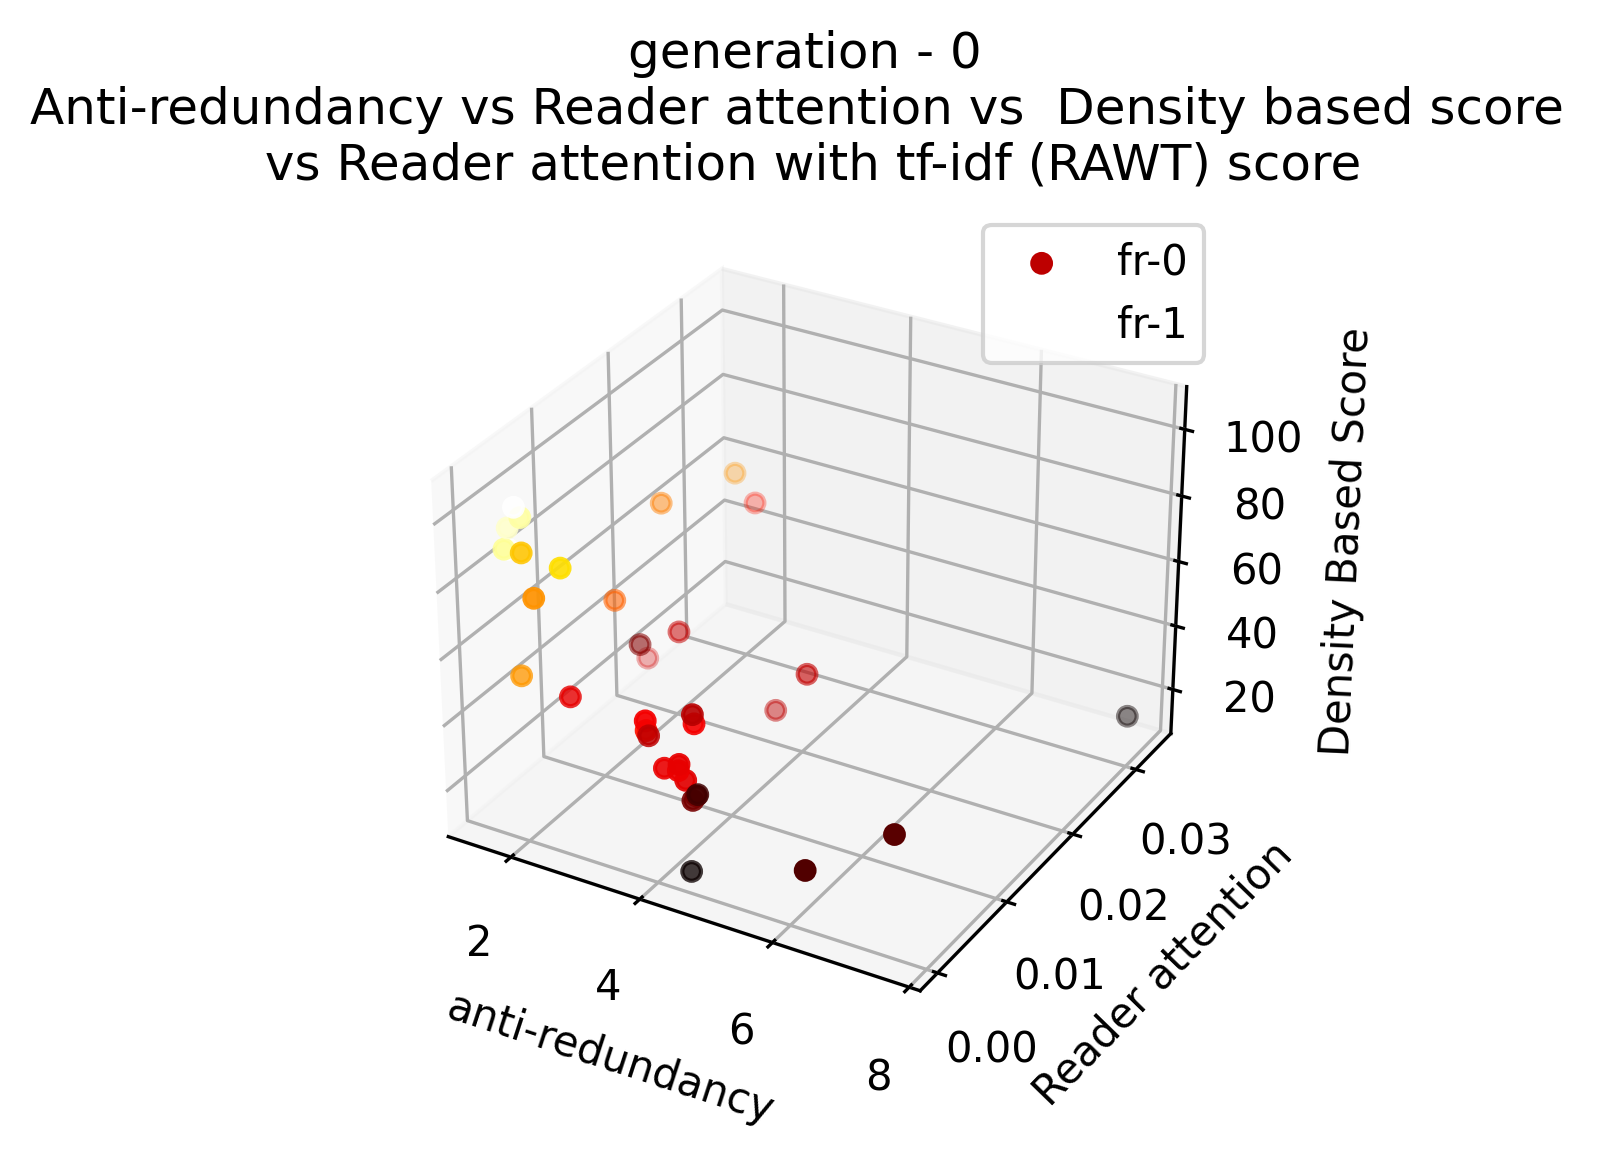 generation - 0
Anti-redundancy vs Reader attention vs  Density based score
vs Reader attention with tf-idf (RAWT) score
fr-0
fr-1
100
80
60
40
20
Density Based Score
0.03
0.02
0.01
0.00
Reader attention
2
4
6
8
anti-redundancy